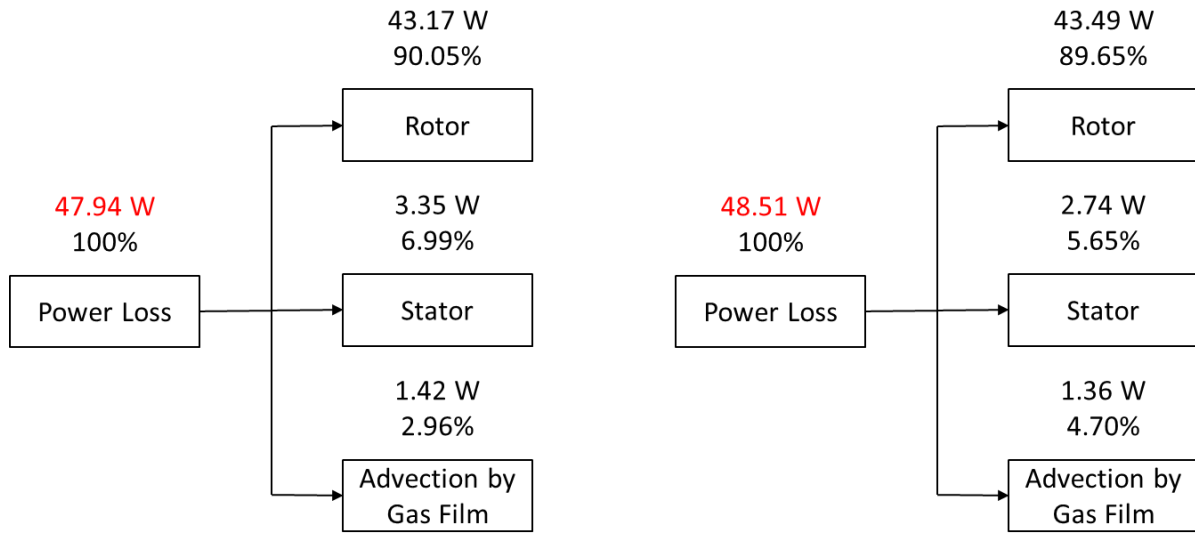 43.17 W
90.05%
Rotor
47.94 W
100%
Power Loss
3.35 W
6.99%
Stator
1.42 W
2.96%
Advection by
Gas Film
43.49 W
89.65%
Rotor
48.51 W
100%
Power Loss
2.74 W
5.65%
Stator
1.36 W
4.70%
Advection by
Gas Film